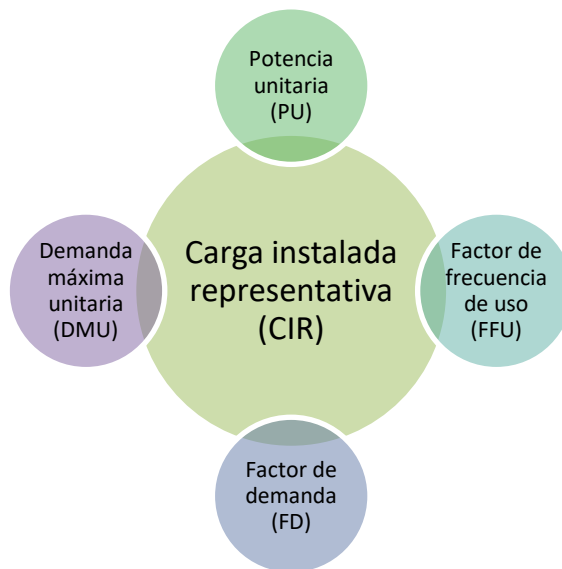 Potencia
unitaria
(PU)
Demanda
máxima
unitaria
(DMU)
Carga instalada
representativa
(CIR)
Factor de
frecuencia
de uso
(FFU)
Factor de
demanda
(FD)